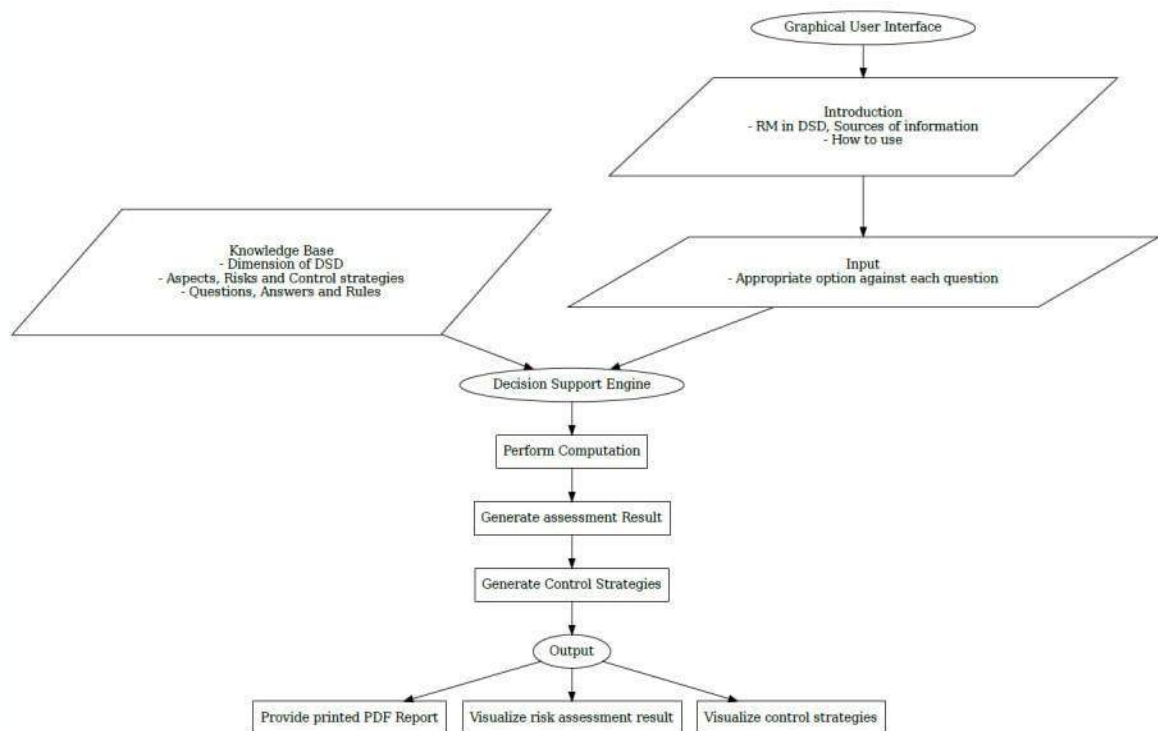 Graphical User Interface
Introduction
- RM in DSD, Sources of information
- How to use
Knowledge Base
- Dimension of DSD
- Aspects, Risks and Control strategies
- Questions, Answers and Rules
Input
- Appropriate option against each question
Decision Support Engine
Perform Computation
Generate assessment Result
Generate Control Strategies
Output
Provide printed PDF Report
Visualize risk assessment result
Visualize control strategies